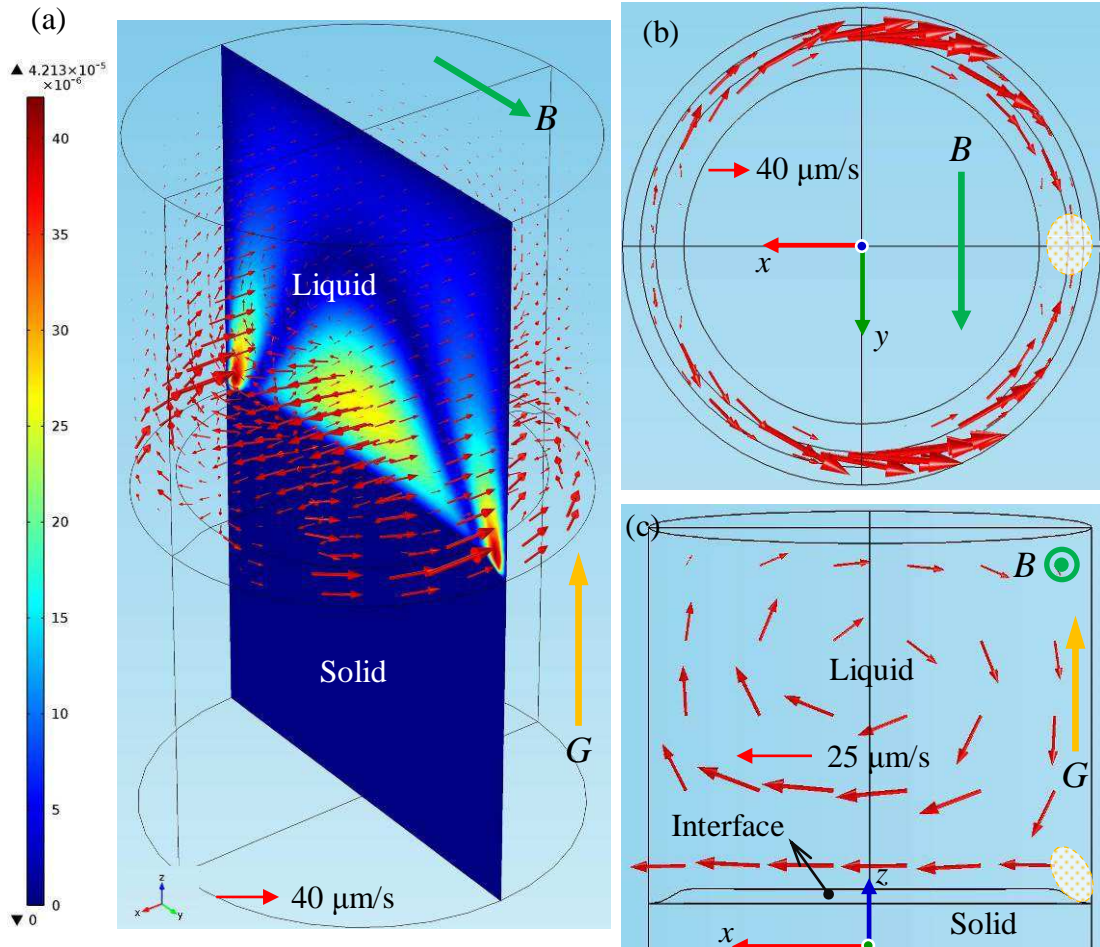 (a)
▲ 4.213×10⁻⁵
×10⁻⁶
40
35
30
25
20
15
10
5
0
▼ 0
B
Liquid
Solid
G
z
x
y
40 μm/s
(b)
B
40 μm/s
x
y
(c)
B
Liquid
25 μm/s
G
Interface
z
Solid
x